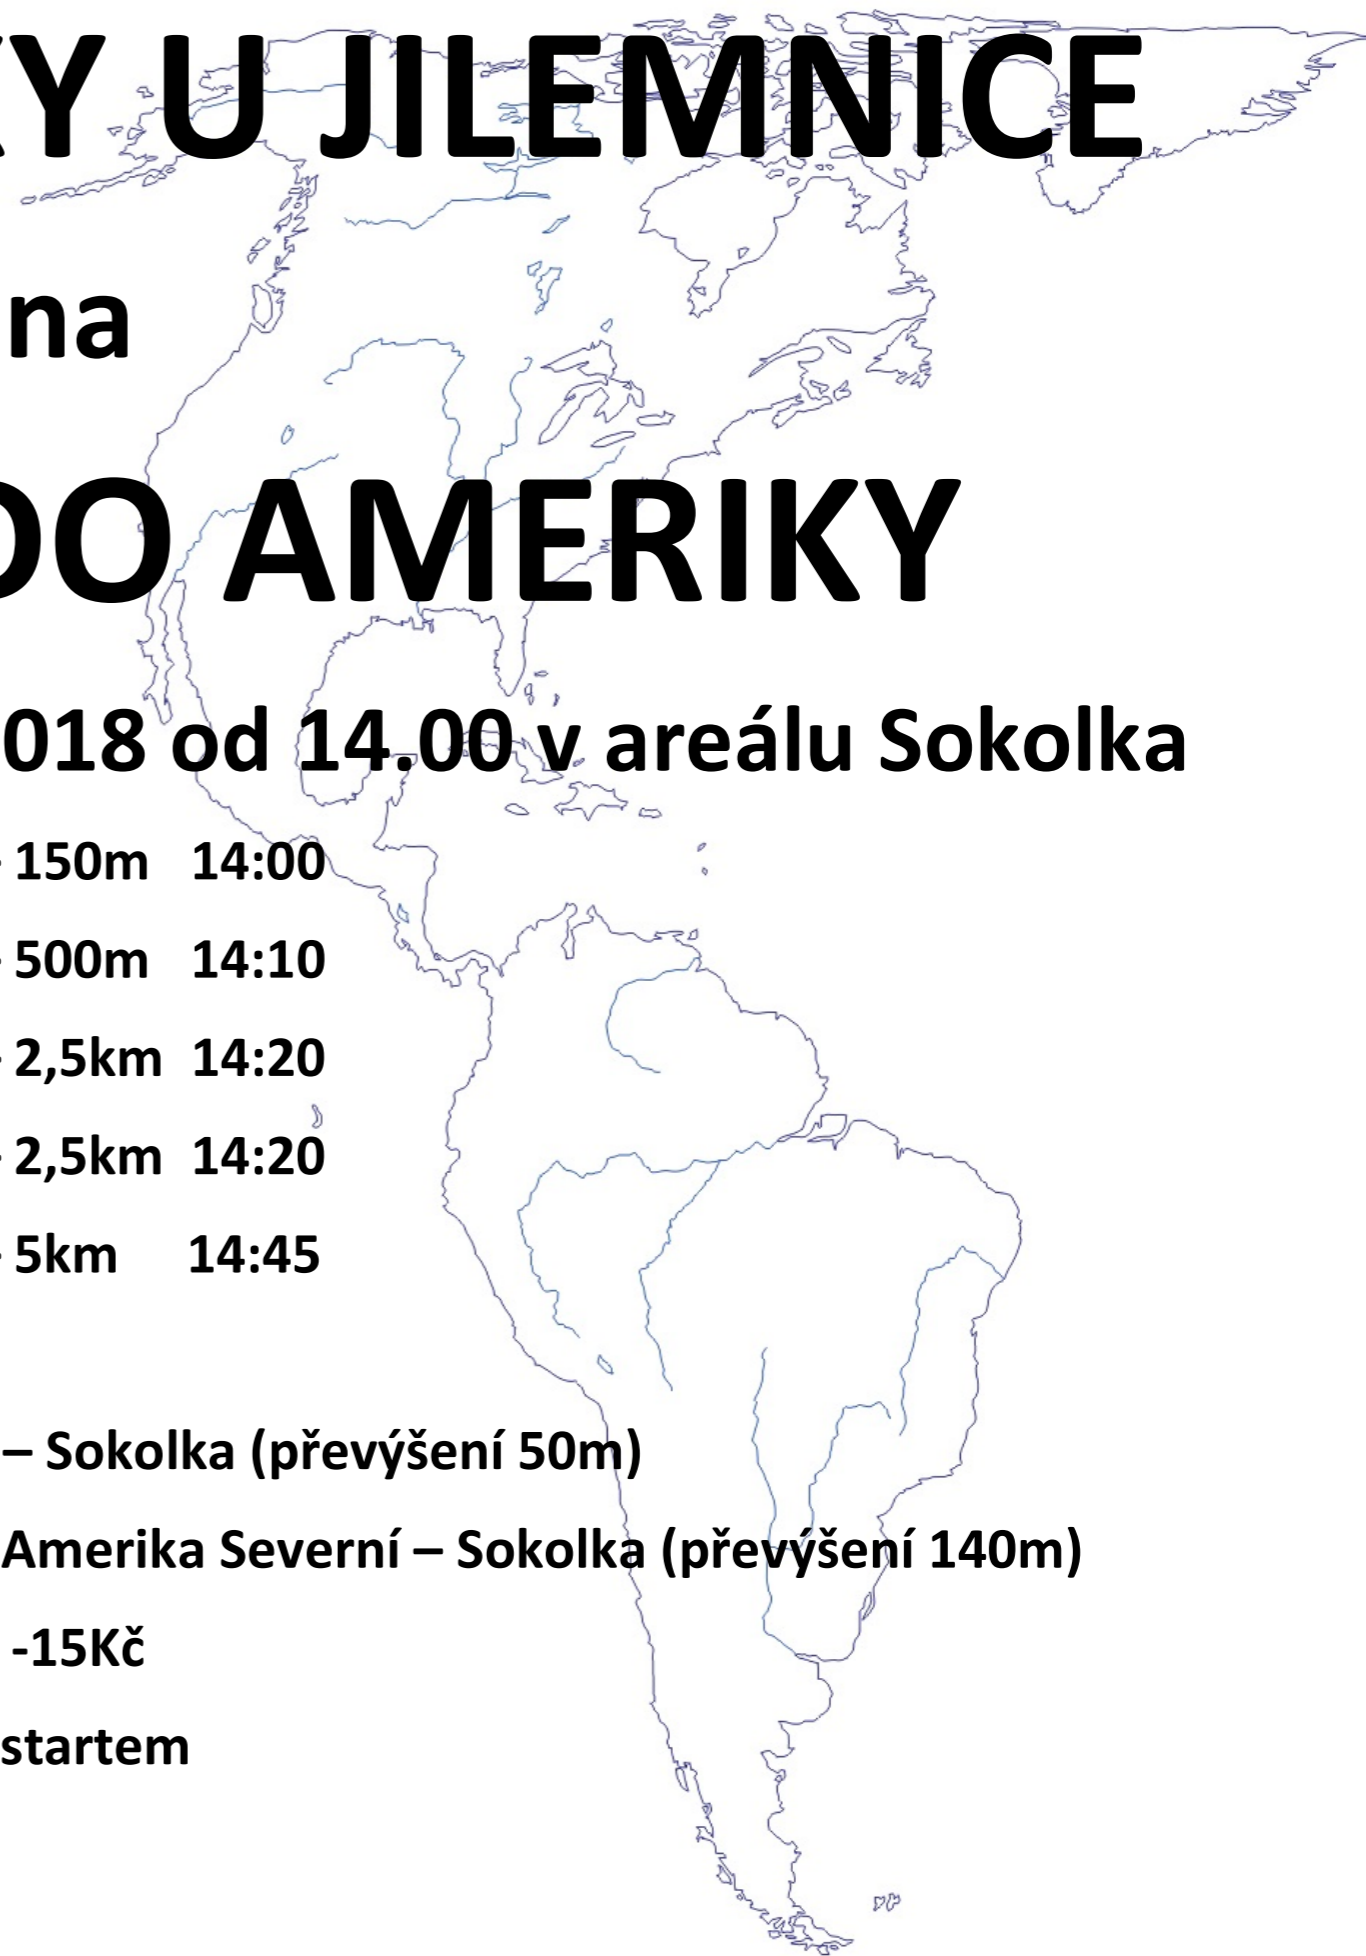 KY U JILEMNICE
na
DO AMERIKY
018 od 14.00 v areálu Sokolka
- 150m 14:00
- 500m 14:10
- 2,5km 14:20
- 2,5km 14:20
- 5km 14:45
– Sokolka (převýšení 50m)
Amerika Severní – Sokolka (převýšení 140m)
-15Kč
startem